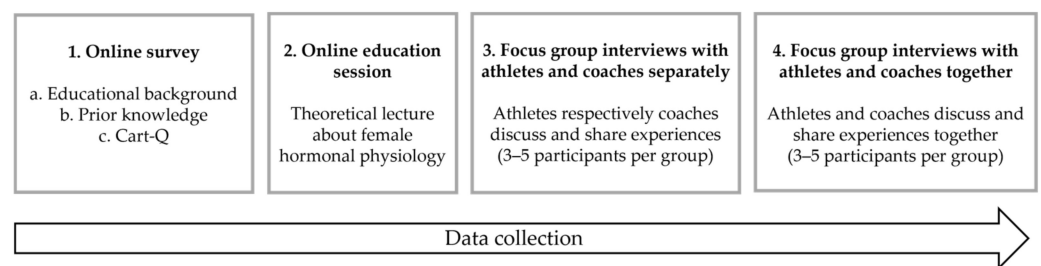 1. Online survey
a. Educational background
b. Prior knowledge
c. Cart-Q
2. Online education
session
Theoretical lecture
about female
hormonal physiology
3. Focus group interviews with
athletes and coaches separately
Athletes respectively coaches
discuss and share experiences
(3–5 participants per group)
4. Focus group interviews with
athletes and coaches together
Athletes and coaches discuss and
share experiences together
(3–5 participants per group)
Data collection